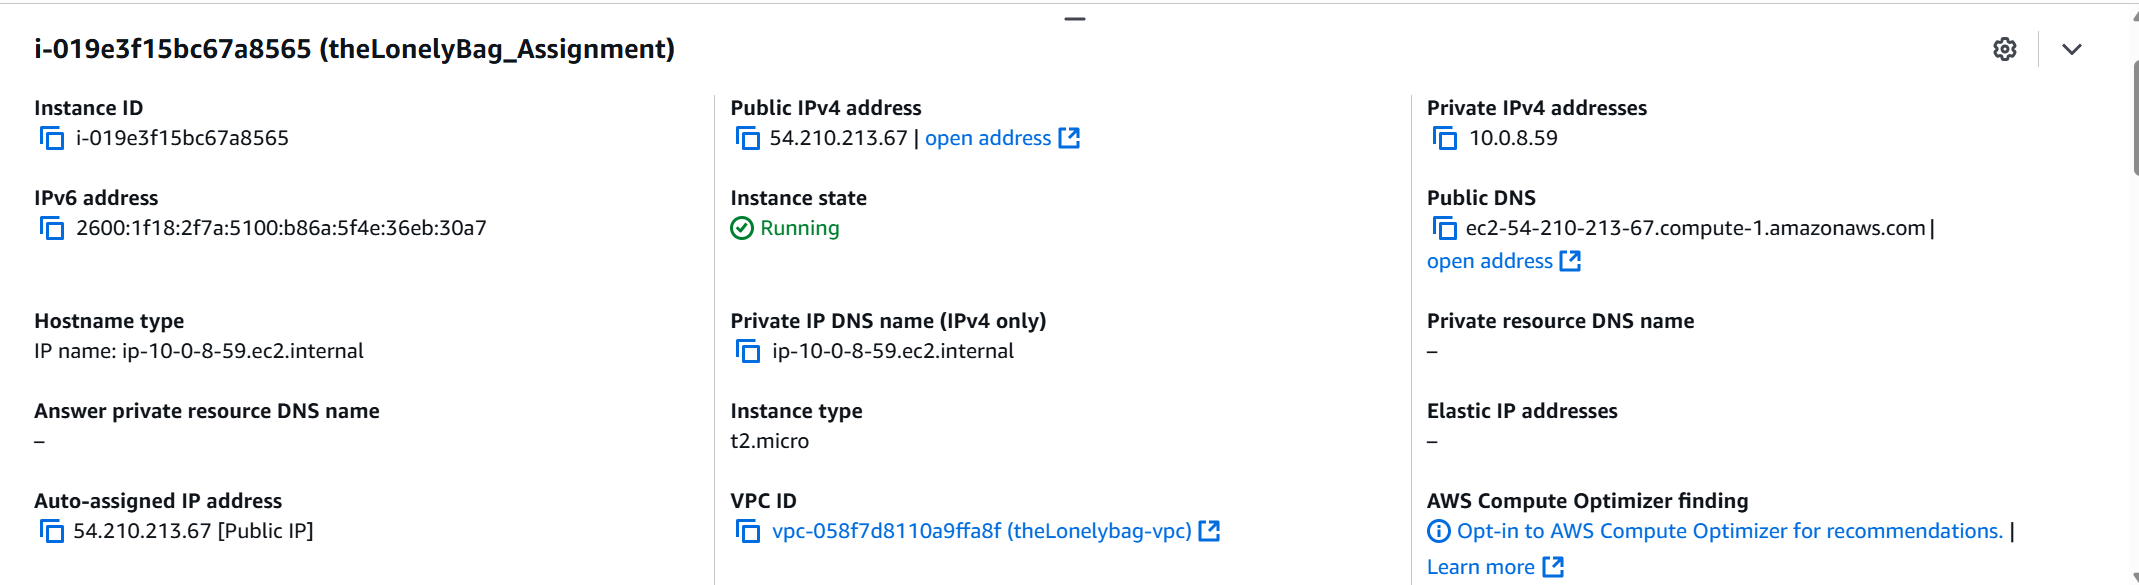 i-019e3f15bc67a8565 (theLonelyBag_Assignment)
Instance ID
i-019e3f15bc67a8565
Public IPv4 address
54.210.213.67 | open address
Private IPv4 addresses
10.0.8.59
IPv6 address
2600:1f18:2f7a:5100:b86a:5f4e:36eb:30a7
Instance state
Running
Public DNS
ec2-54-210-213-67.compute-1.amazonaws.com |
open address
Hostname type
IP name: ip-10-0-8-59.ec2.internal
Private IP DNS name (IPv4 only)
ip-10-0-8-59.ec2.internal
Private resource DNS name
–
Answer private resource DNS name
–
Instance type
t2.micro
Elastic IP addresses
–
Auto-assigned IP address
54.210.213.67 [Public IP]
VPC ID
vpc-058f7d8110a9ffa8f (theLonelybag-vpc)
AWS Compute Optimizer finding
Opt-in to AWS Compute Optimizer for recommendations. |
Learn more